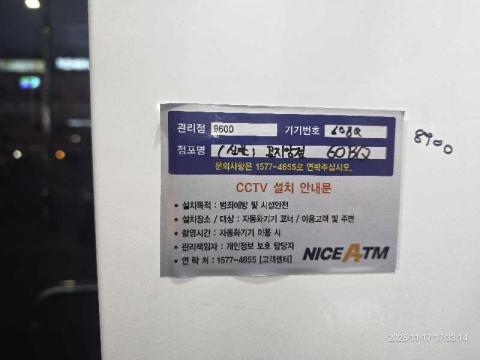 관리점 9600 기기번호 60BQ
점포명 60BQ
문의사항은 1577-4655로 연락주십시오.
8900
CCTV 설치 안내문
• 설치목적 : 범죄예방 및 시설안전
• 설치장소 / 대상 : 자동화기기 코너 / 이용고객 및 주변
• 촬영시간 : 자동화기기 이용 시
• 관리책임자 : 개인정보 보호 담당자
• 연 락 처 : 1577-4655 [고객센터]
NICE ATM
2025-11-17 17:33:14